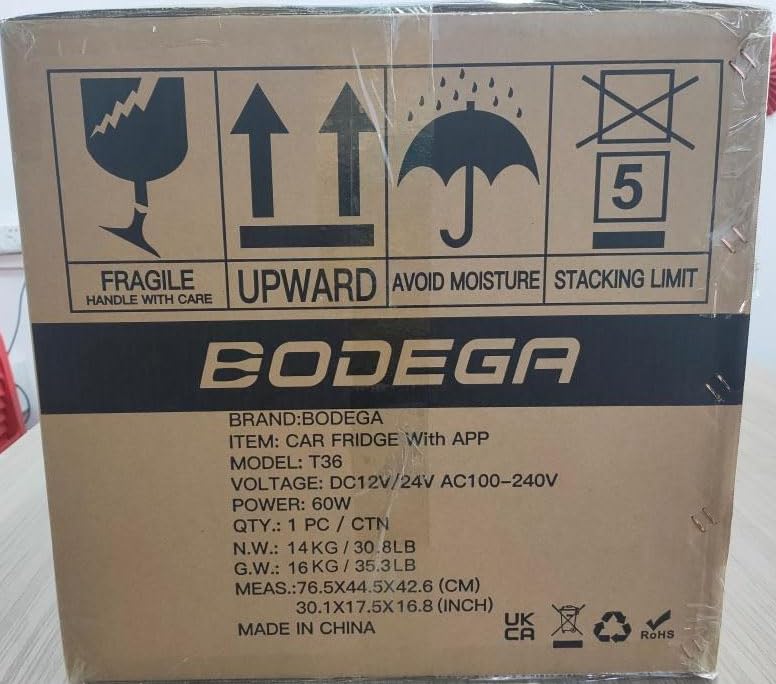 5
FRAGILE
HANDLE WITH CARE
UPWARD
AVOID MOISTURE
STACKING LIMIT
BODEGA
BRAND:BODEGA
ITEM: CAR FRIDGE With APP
MODEL: T36
VOLTAGE: DC12V/24V AC100-240V
POWER: 60W
QTY.: 1 PC / CTN
N.W.: 14KG / 30.8LB
G.W.: 16KG / 35.3LB
MEAS.:76.5X44.5X42.6 (CM)
30.1X17.5X16.8 (INCH)
MADE IN CHINA
UK
CA
RoHS